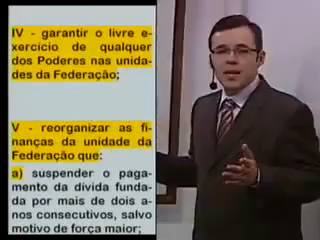 IV - garantir o livre e-
xercício de qualquer
dos Poderes nas unida-
des da Federação;
V - reorganizar as fi-
nanças da unidade da
Federação que:
a) suspender o paga-
mento da dívida funda-
da por mais de dois a-
nos consecutivos, salvo
motivo de força maior;